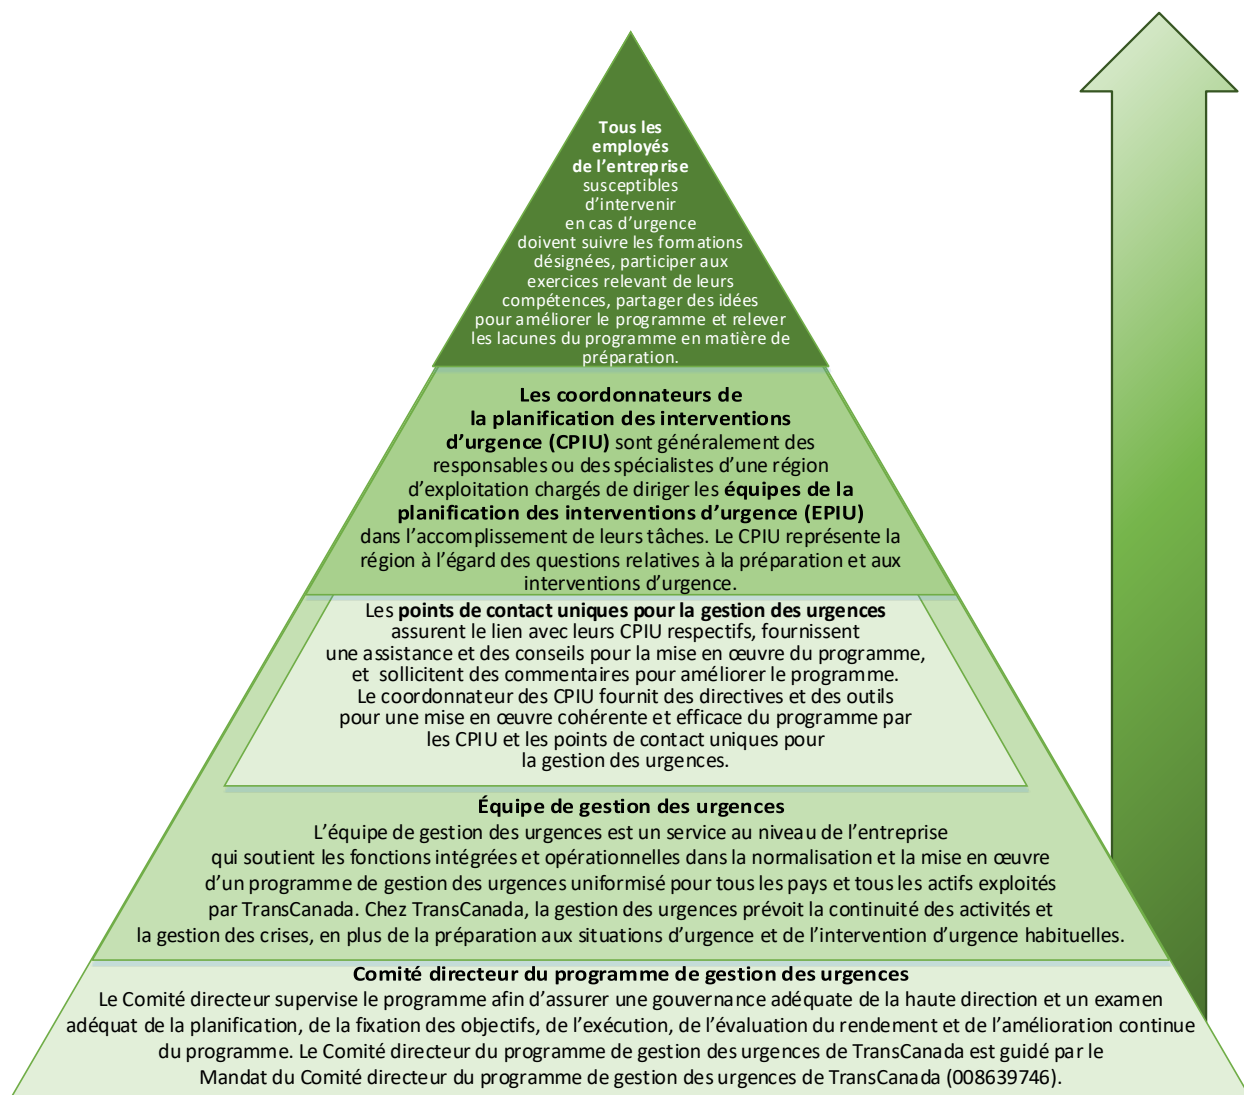 Tous les
employés
de l’entreprise
susceptibles
d’intervenir
en cas d’urgence
doivent suivre les formations
désignées, participer aux
exercices relevant de leurs
compétences, partager des idées
pour améliorer le programme et relever
les lacunes du programme en matière de
préparation.
Les coordonnateurs de
la planification des interventions
d’urgence (CPIU) sont généralement des
responsables ou des spécialistes d’une région
d’exploitation chargés de diriger les équipes de la
planification des interventions d’urgence (EPIU)
dans l’accomplissement de leurs tâches. Le CPIU représente la
région à l’égard des questions relatives à la préparation et aux
interventions d’urgence.
Les points de contact uniques pour la gestion des urgences
assurent le lien avec leurs CPIU respectifs, fournissent
une assistance et des conseils pour la mise en œuvre du programme,
et sollicitent des commentaires pour améliorer le programme.
Le coordonnateur des CPIU fournit des directives et des outils
pour une mise en œuvre cohérente et efficace du programme par
les CPIU et les points de contact uniques pour
la gestion des urgences.
Équipe de gestion des urgences
L’équipe de gestion des urgences est un service au niveau de l’entreprise
qui soutient les fonctions intégrées et opérationnelles dans la normalisation et la mise en œuvre
d’un programme de gestion des urgences uniformisé pour tous les pays et tous les actifs exploités
par TransCanada. Chez TransCanada, la gestion des urgences prévoit la continuité des activités et
la gestion des crises, en plus de la préparation aux situations d’urgence et de l’intervention d’urgence habituelles.
Comité directeur du programme de gestion des urgences
Le Comité directeur supervise le programme afin d’assurer une gouvernance adéquate de la haute direction et un examen
adéquat de la planification, de la fixation des objectifs, de l’exécution, de l’évaluation du rendement et de l’amélioration continue
du programme. Le Comité directeur du programme de gestion des urgences de TransCanada est guidé par le
Mandat du Comité directeur du programme de gestion des urgences de TransCanada (008639746).